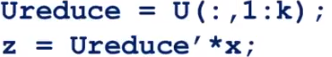 Ureduce = U(:,1:k);
z = Ureduce’*x;